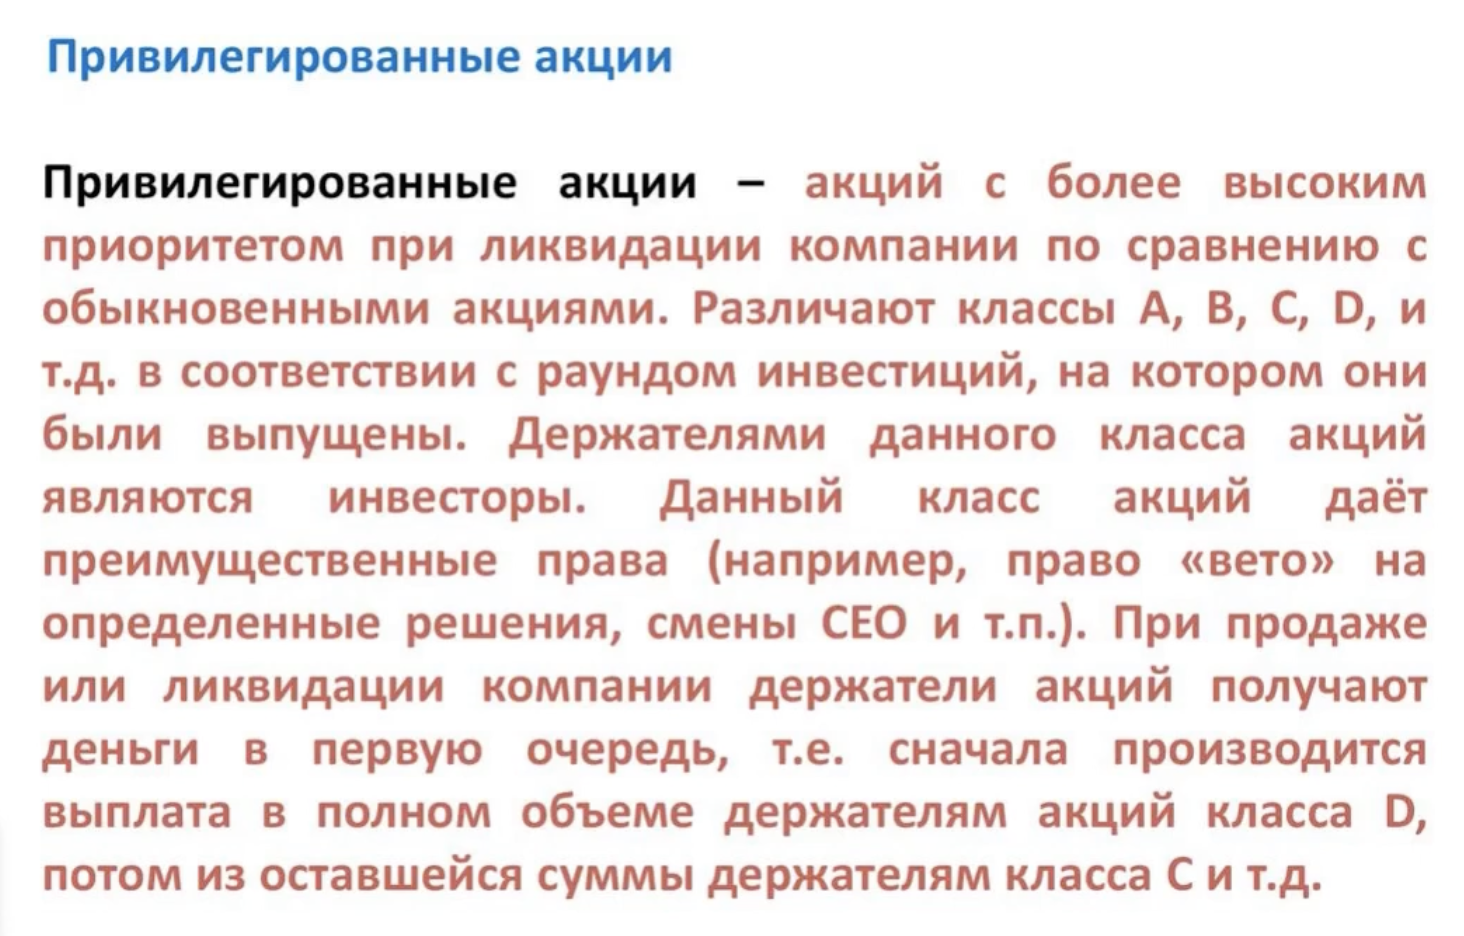 Привилегированные акции
Привилегированные акции – акций с более высоким
приоритетом при ликвидации компании по сравнению с
обыкновенными акциями. Различают классы A, B, C, D, и
т.д. в соответствии с раундом инвестиций, на котором они
были выпущены. Держателями данного класса акций
являются инвесторы. Данный класс акций даёт
преимущественные права (например, право «вето» на
определенные решения, смены CEO и т.п.). При продаже
или ликвидации компании держатели акций получают
деньги в первую очередь, т.е. сначала производится
выплата в полном объеме держателям акций класса D,
потом из оставшейся суммы держателям класса C и т.д.